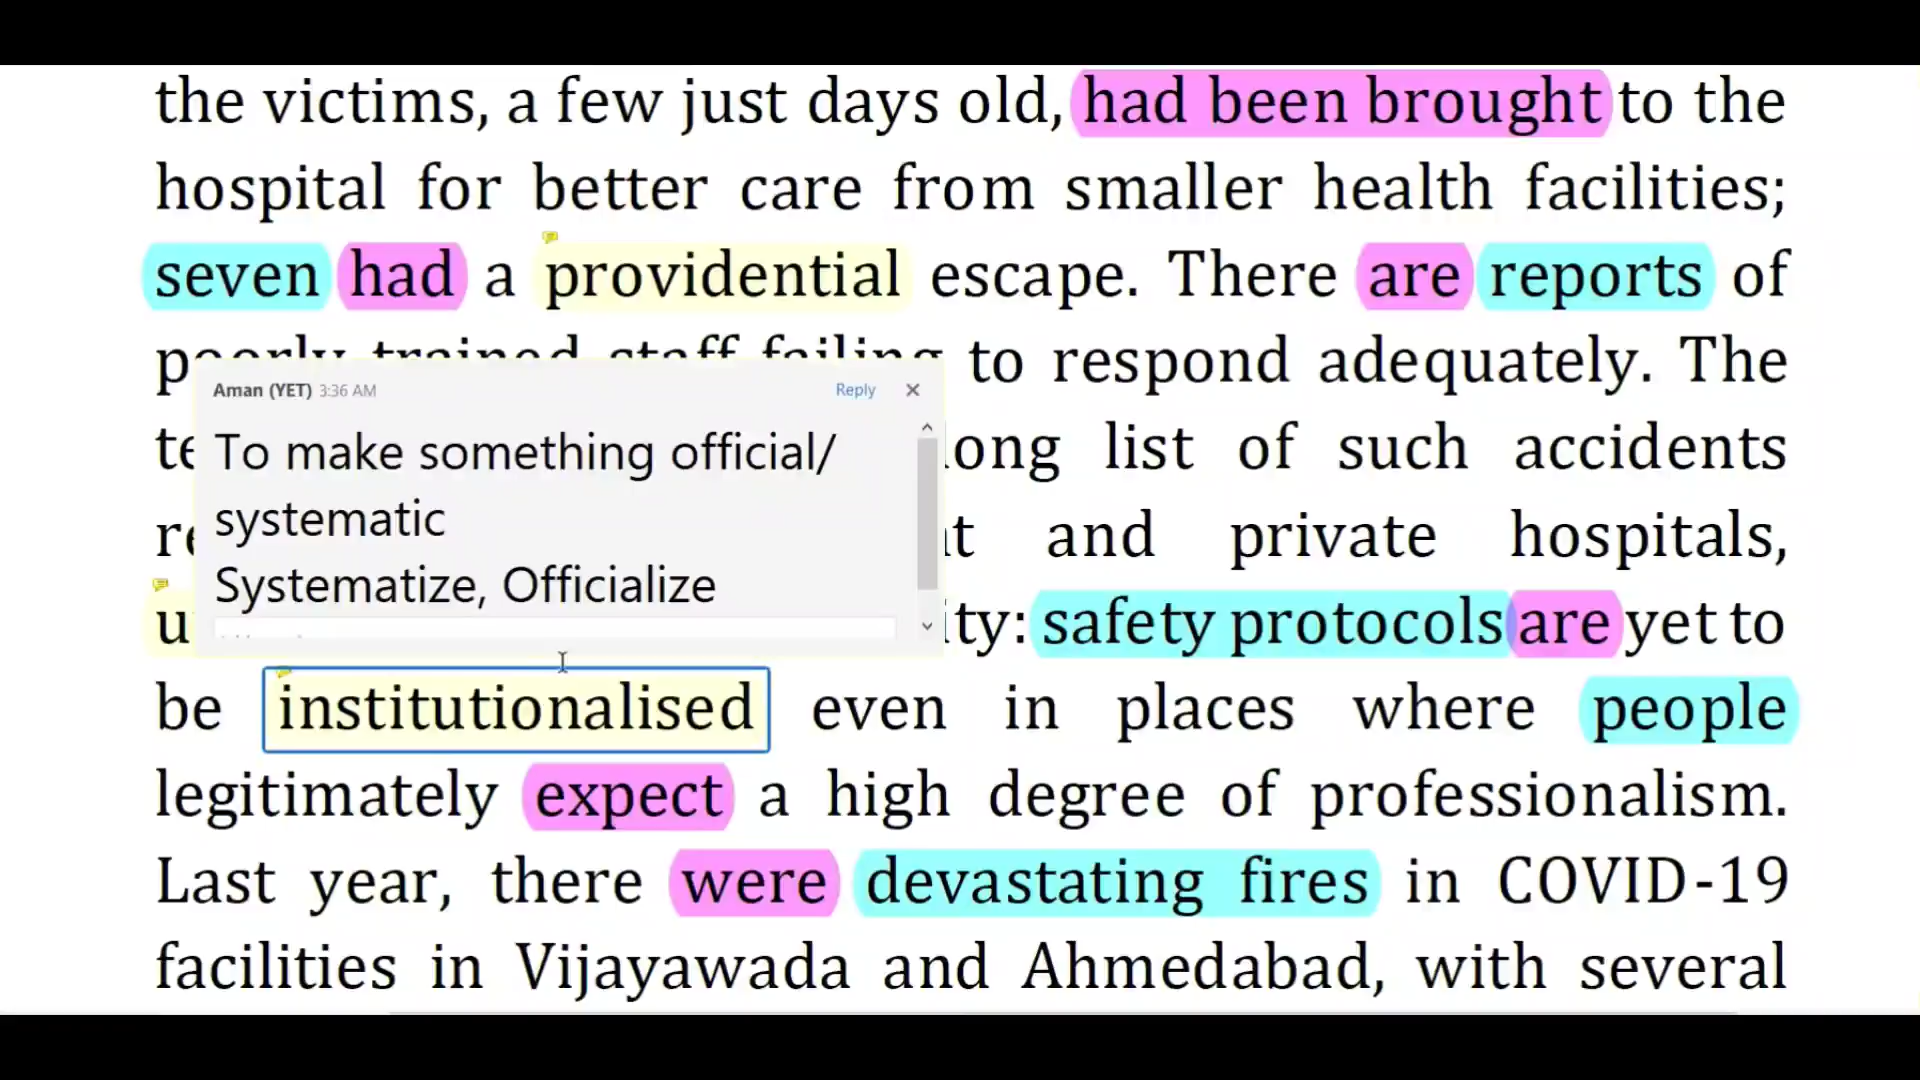 the victims, a few just days old, had been brought to the
hospital for better care from smaller health facilities;
seven had a providential escape. There are reports of
poorly trained staff failing to respond adequately. The
long list of such accidents
and private hospitals,
safety protocols are yet to
Aman (YET) 3:36 AM Reply
To make something official/
systematic
Systematize, Officialize
be institutionalised even in places where people
legitimately expect a high degree of professionalism.
Last year, there were devastating fires in COVID-19
facilities in Vijayawada and Ahmedabad, with several